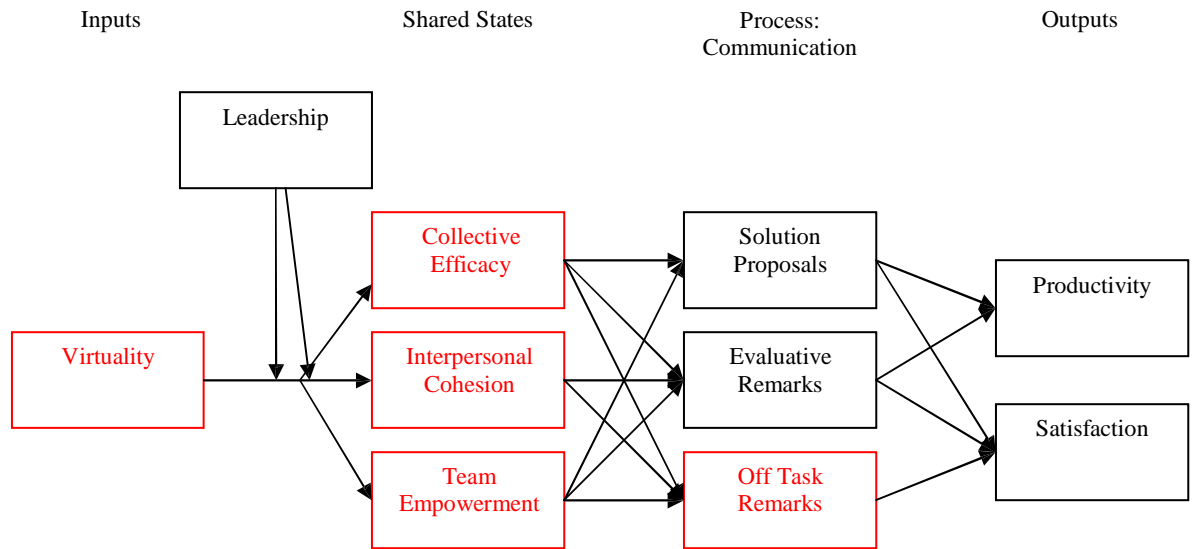 Inputs
Shared States
Process:
Communication
Outputs
Leadership
Collective
Efficacy
Solution
Proposals
Productivity
Virtuality
Interpersonal
Cohesion
Evaluative
Remarks
Satisfaction
Team
Empowerment
Off Task
Remarks